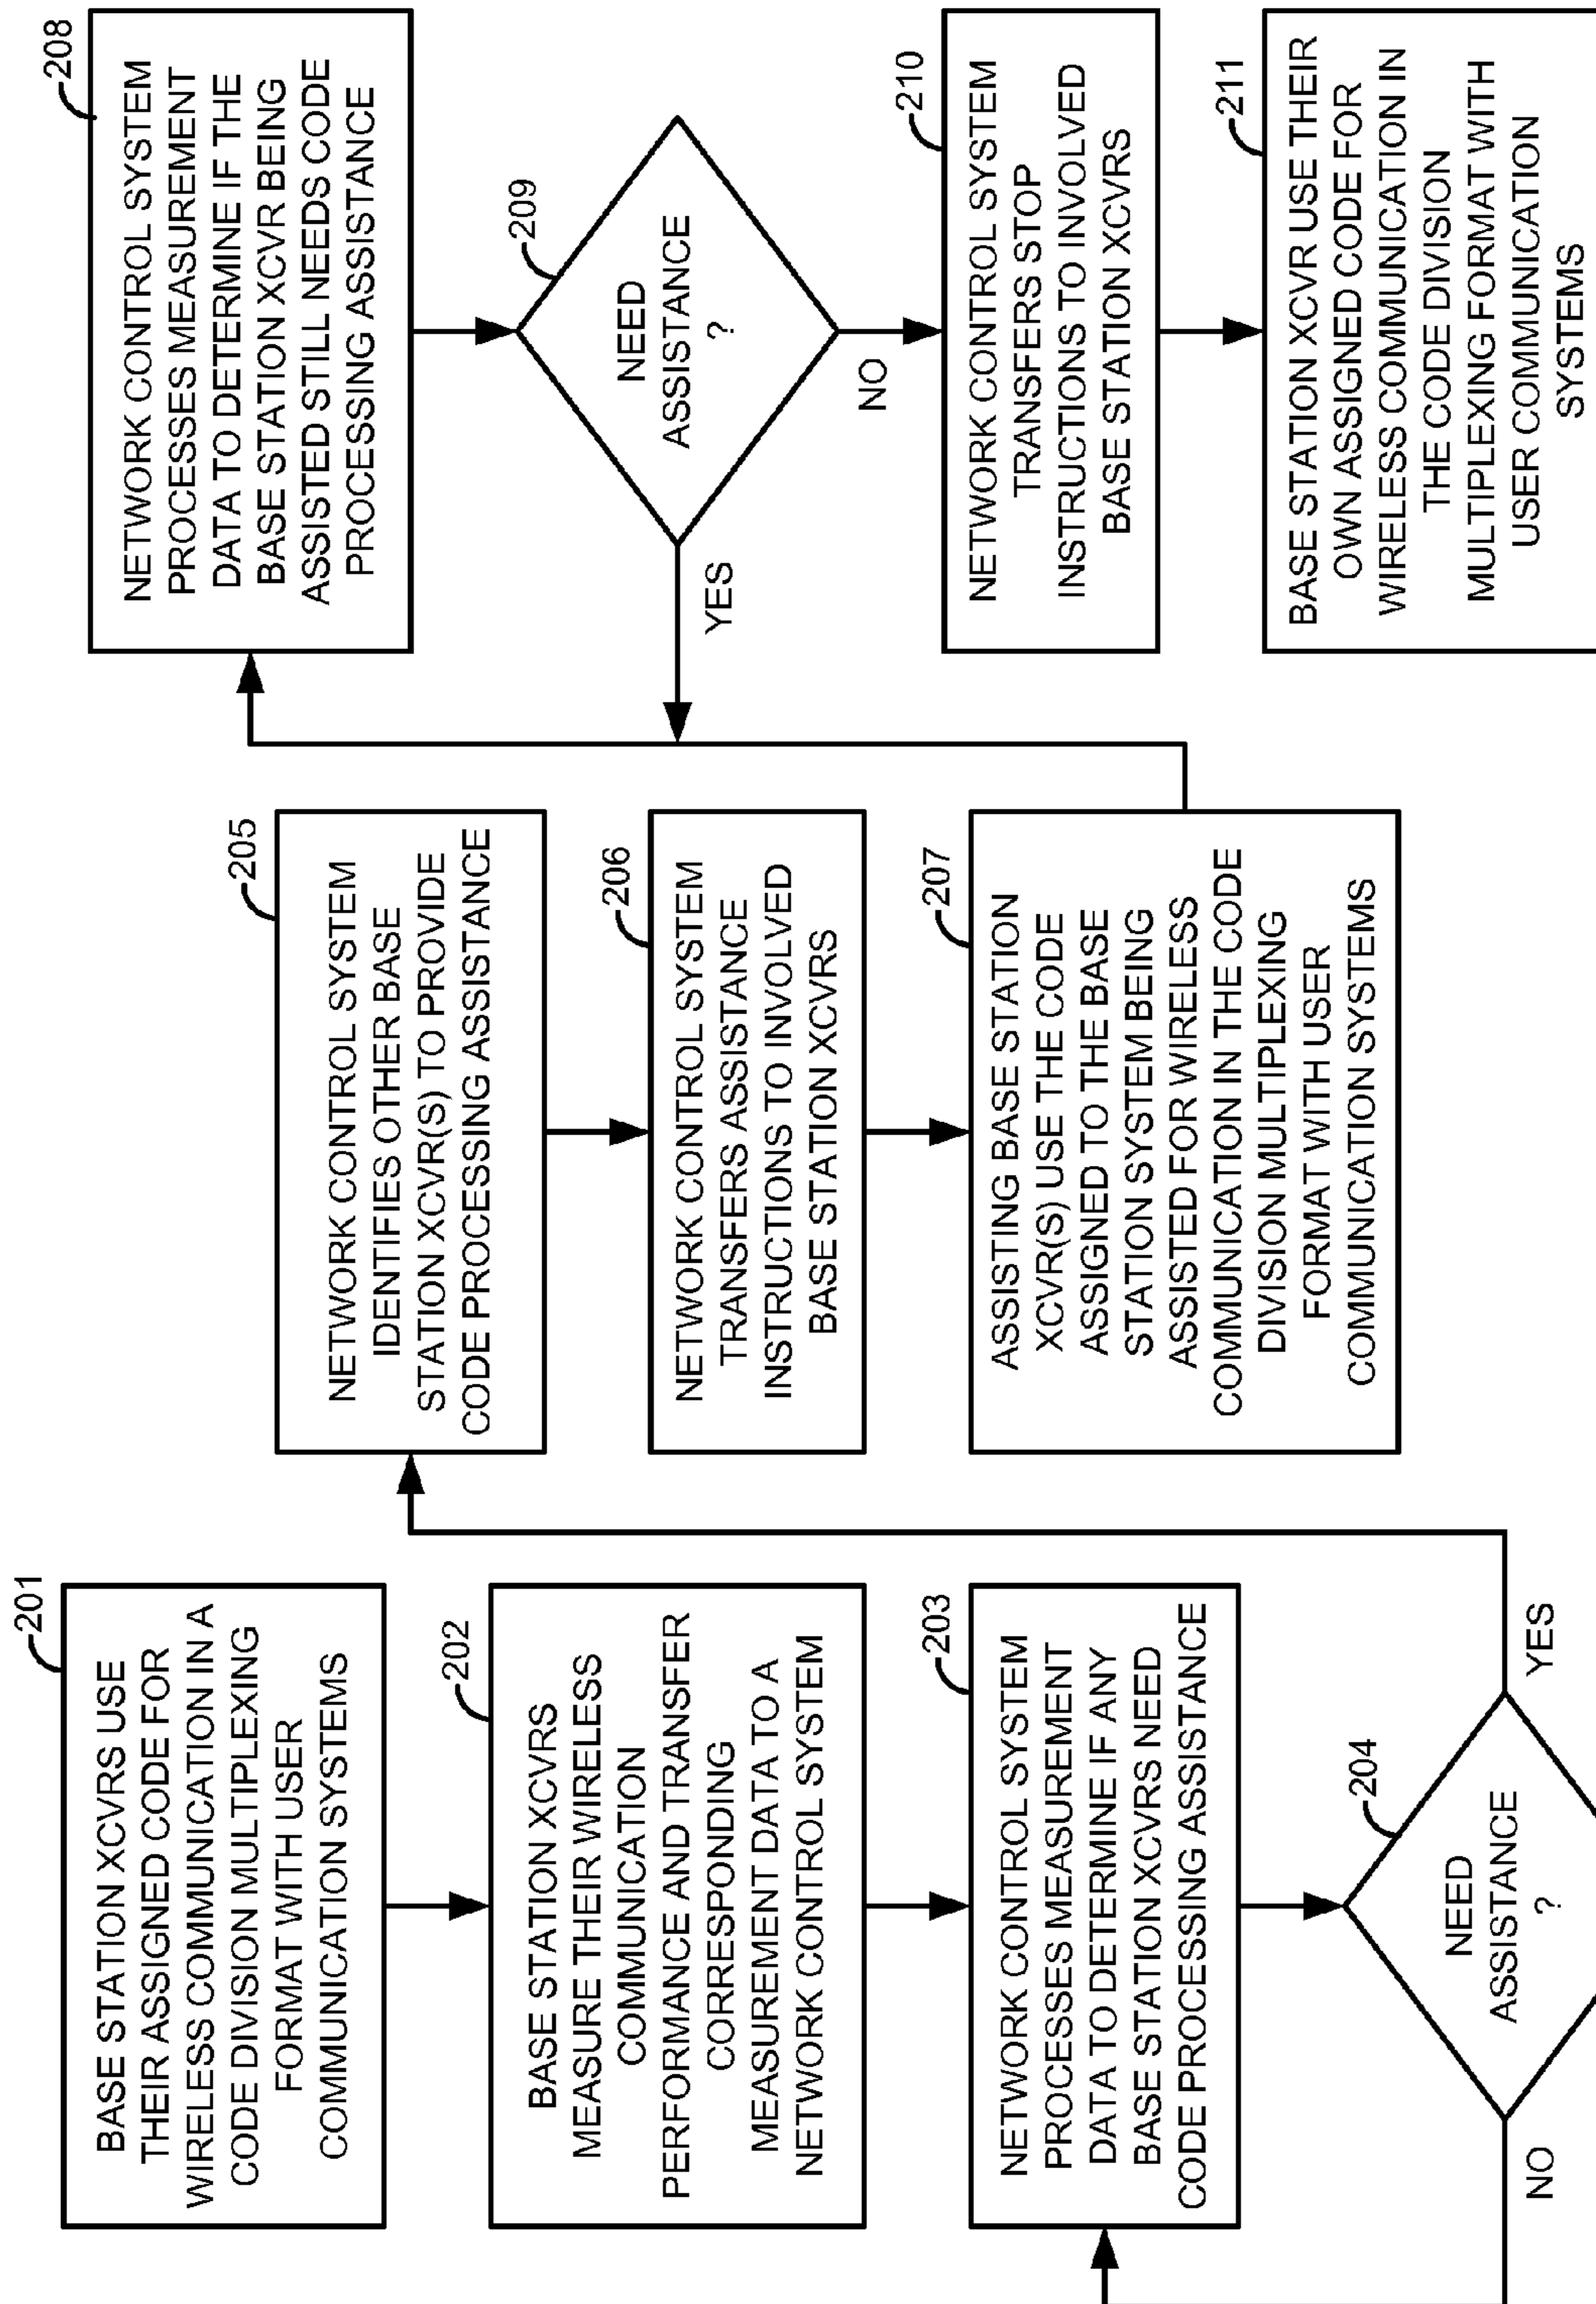 201
BASE STATION XCVRS USE
THEIR ASSIGNED CODE FOR
WIRELESS COMMUNICATION IN A
CODE DIVISION MULTIPLEXING
FORMAT WITH USER
COMMUNICATION SYSTEMS
202
BASE STATION XCVRS
MEASURE THEIR WIRELESS
COMMUNICATION
PERFORMANCE AND TRANSFER
CORRESPONDING
MEASUREMENT DATA TO A
NETWORK CONTROL SYSTEM
203
NETWORK CONTROL SYSTEM
PROCESSES MEASUREMENT
DATA TO DETERMINE IF ANY
BASE STATION XCVRS NEED
CODE PROCESSING ASSISTANCE
204
NEED
ASSISTANCE
?
NO
YES
205
NETWORK CONTROL SYSTEM
IDENTIFIES OTHER BASE
STATION XCVR(S) TO PROVIDE
CODE PROCESSING ASSISTANCE
206
NETWORK CONTROL SYSTEM
TRANSFERS ASSISTANCE
INSTRUCTIONS TO INVOLVED
BASE STATION XCVRS
207
ASSISTING BASE STATION
XCVR(S) USE THE CODE
ASSIGNED TO THE BASE
STATION SYSTEM BEING
ASSISTED FOR WIRELESS
COMMUNICATION IN THE CODE
DIVISION MULTIPLEXING
FORMAT WITH USER
COMMUNICATION SYSTEMS
208
NETWORK CONTROL SYSTEM
PROCESSES MEASUREMENT
DATA TO DETERMINE IF THE
BASE STATION XCVR BEING
ASSISTED STILL NEEDS CODE
PROCESSING ASSISTANCE
209
NEED
ASSISTANCE
?
YES
NO
210
NETWORK CONTROL SYSTEM
TRANSFERS STOP
INSTRUCTIONS TO INVOLVED
BASE STATION XCVRS
211
BASE STATION XCVR USE THEIR
OWN ASSIGNED CODE FOR
WIRELESS COMMUNICATION IN
THE CODE DIVISION
MULTIPLEXING FORMAT WITH
USER COMMUNICATION
SYSTEMS